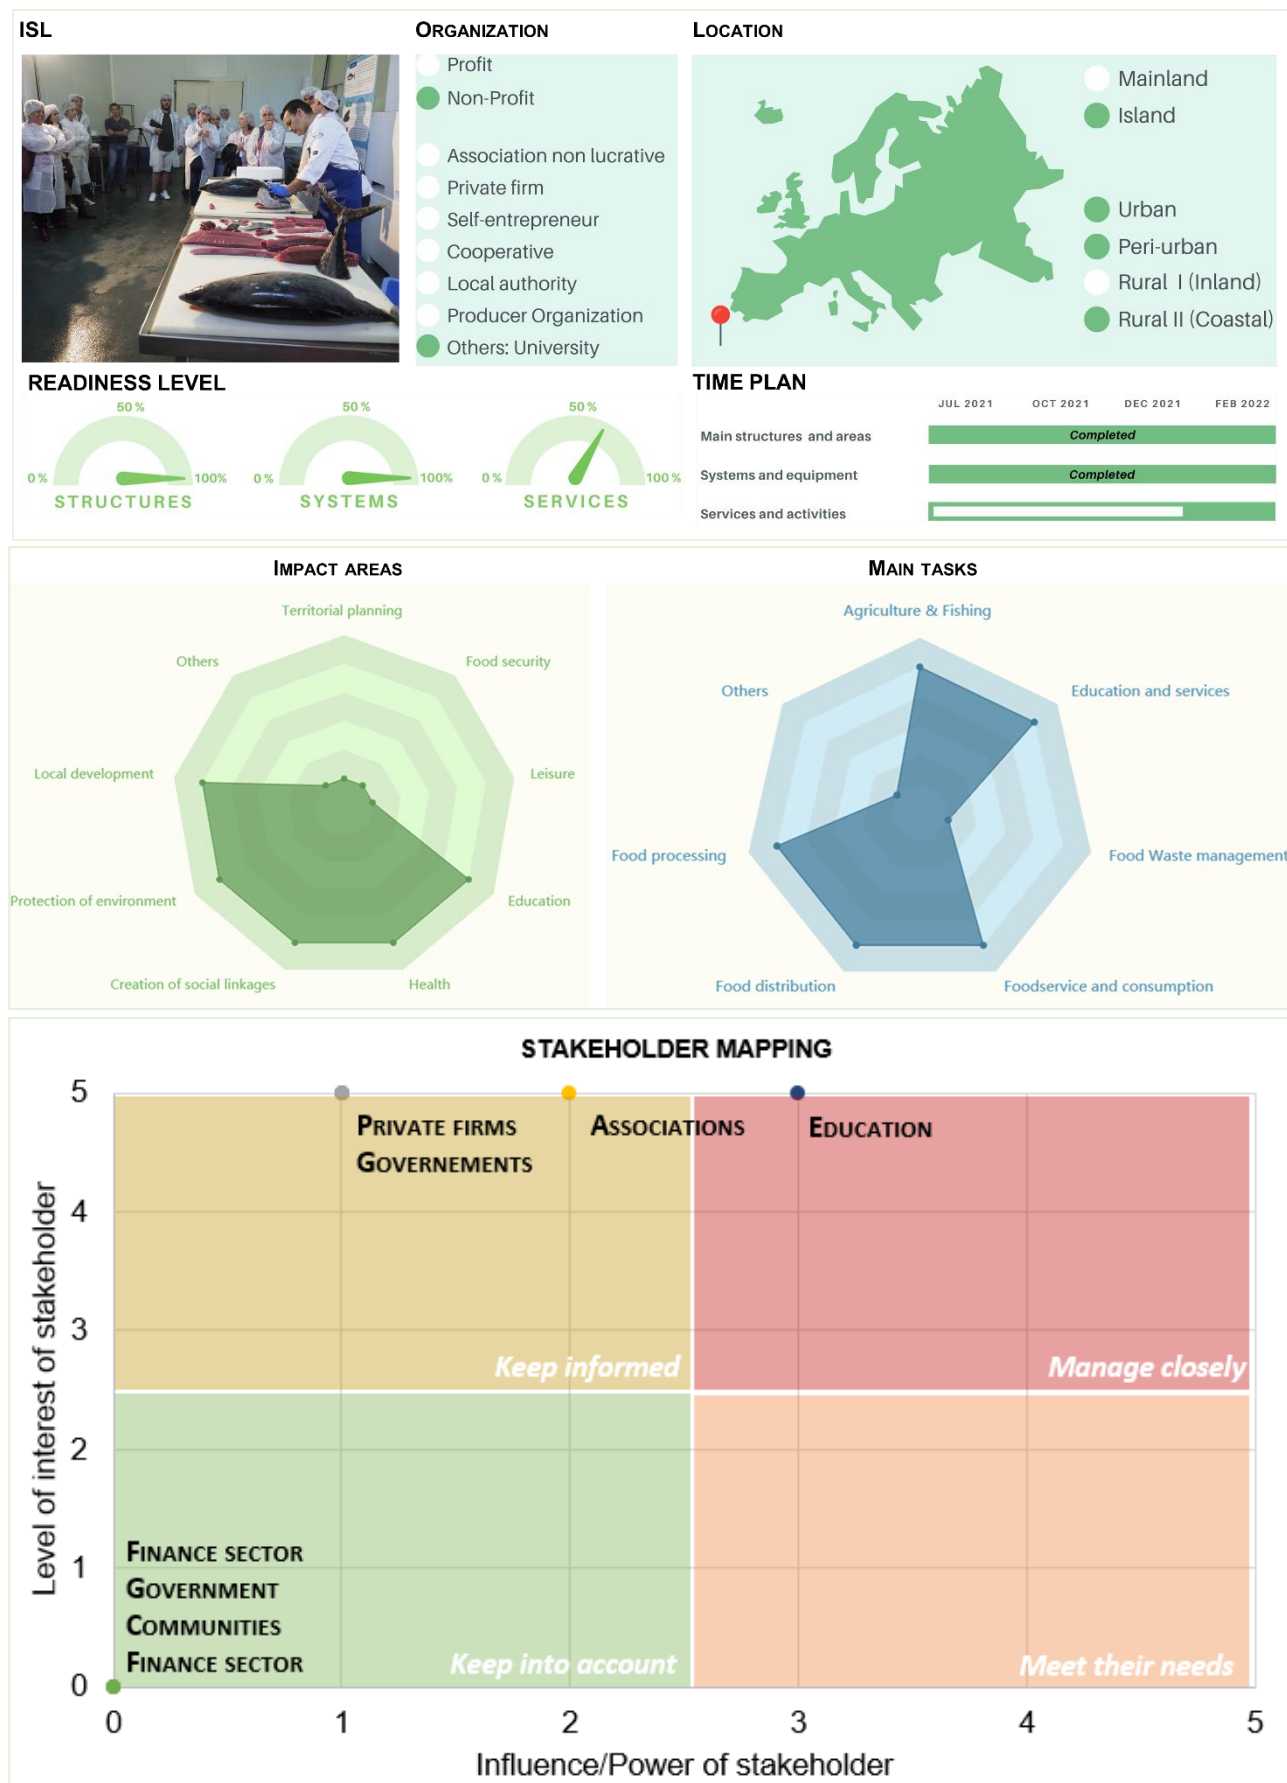 ISL
ORGANIZATION
LOCATION
Profit
Non-Profit
Association non lucrative
Private firm
Self-entrepreneur
Cooperative
Local authority
Producer Organization
Others: University
Mainland
Island
Urban
Peri-urban
Rural I (Inland)
Rural II (Coastal)
READINESS LEVEL
50 %
0 %
100%
STRUCTURES
50 %
0 %
100%
SYSTEMS
50 %
0 %
100 %
SERVICES
TIME PLAN
JUL 2021 OCT 2021 DEC 2021 FEB 2022
Main structures and areas
Completed
Systems and equipment
Completed
Services and activities
IMPACT AREAS
Territorial planning
Others
Food security
Local development
Leisure
Protection of environment
Education
Creation of social linkages
Health
MAIN TASKS
Agriculture & Fishing
Others
Education and services
Food processing
Food Waste management
Food distribution
Foodservice and consumption
STAKEHOLDER MAPPING
Level of interest of stakeholder
5
4
3
2
1
0
PRIVATE FIRMS
GOVERNEMENTS
ASSOCIATIONS
EDUCATION
Keep informed
Manage closely
FINANCE SECTOR
GOVERNMENT
COMMUNITIES
FINANCE SECTOR
Keep into account
Meet their needs
0 1 2 3 4 5
Influence/Power of stakeholder